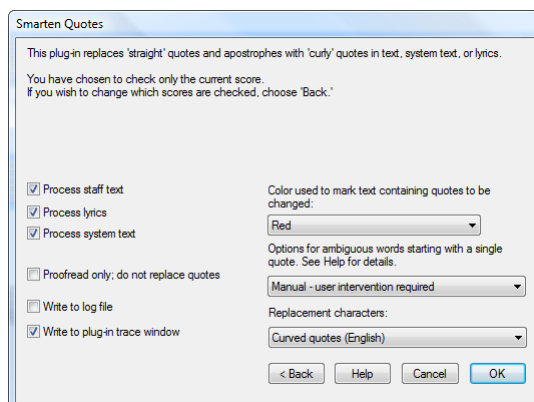 Smarten Quotes
This plug-in replaces 'straight' quotes and apostrophes with 'curly' quotes in text, system text, or lyrics.
You have chosen to check only the current score.
If you wish to change which scores are checked, choose 'Back.'
Process staff text
Process lyrics
Process system text
Proofread only; do not replace quotes
Write to log file
Write to plug-in trace window
Color used to mark text containing quotes to be
changed:
Red
Options for ambiguous words starting with a single
quote. See Help for details.
Manual - user intervention required
Replacement characters:
Curved quotes (English)
< Back
Help
Cancel
OK